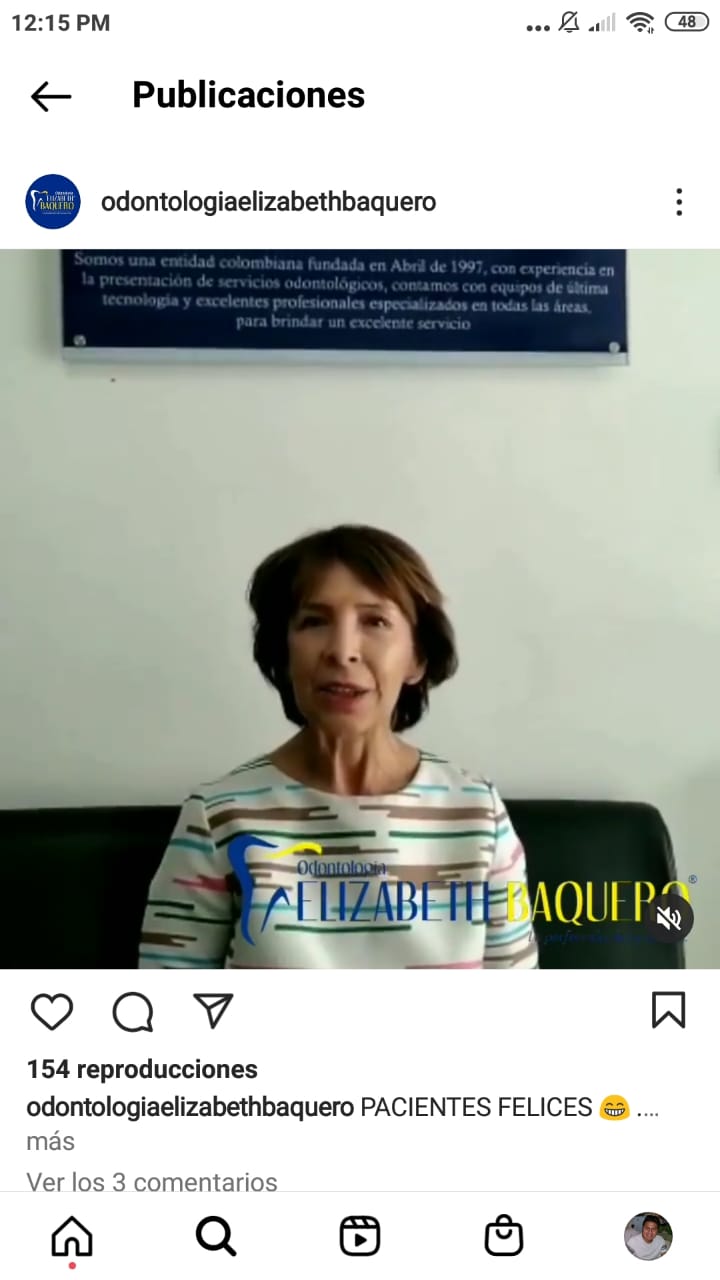 12:15 PM
48
Publicaciones
ELIZABETH
BAQUERO
odontologiaelizabethbaquero
Somos una entidad colombiana fundada en Abril de 1997, con experiencia en
la presentación de servicios odontológicos, contamos con equipos de última
tecnología y excelentes profesionales especializados en todas las áreas,
para brindar un excelente servicio
Odontología
ELIZABETH BAQUERO®
154 reproducciones
odontologiaelizabethbaquero PACIENTES FELICES 😁 ....
más
Ver los 3 comentarios